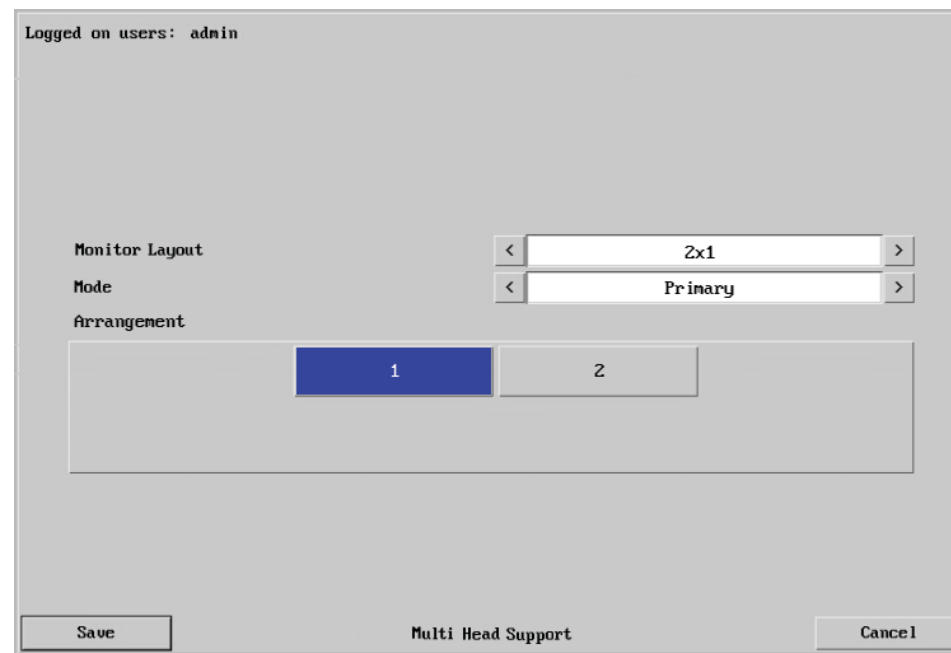 Logged on users: admin
Monitor Layout < 2x1 >
Mode < Primary >
Arrangement
1 2
Save Multi Head Support Cancel